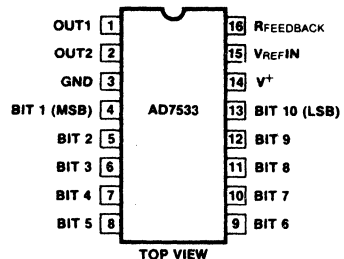 OUT1 1 16 RFEEDBACK
OUT2 2 15 VREFIN
GND 3 14 V+
BIT 1 (MSB) 4 AD7533 13 BIT 10 (LSB)
BIT 2 5 12 BIT 9
BIT 3 6 11 BIT 8
BIT 4 7 10 BIT 7
BIT 5 8 9 BIT 6
TOP VIEW